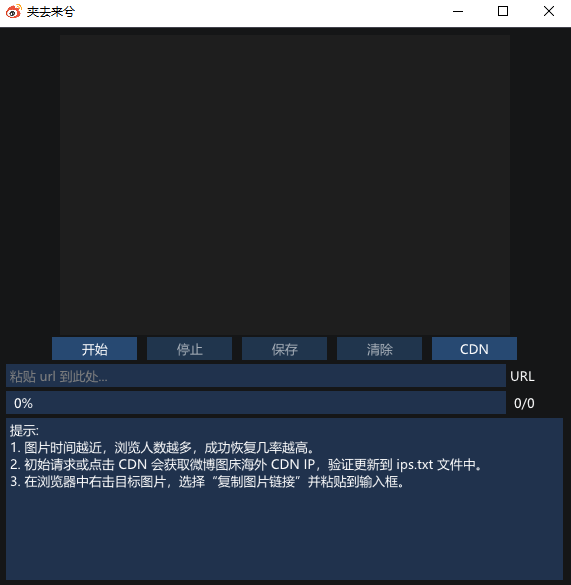 夹去来兮
开始
停止
保存
清除
CDN
粘贴 url 到此处...
URL
0%
0/0
提示:
1. 图片时间越近，浏览人数越多，成功恢复几率越高。
2. 初始请求或点击 CDN 会获取微博图床海外 CDN IP，验证更新到 ips.txt 文件中。
3. 在浏览器中右击目标图片，选择“复制图片链接”并粘贴到输入框。